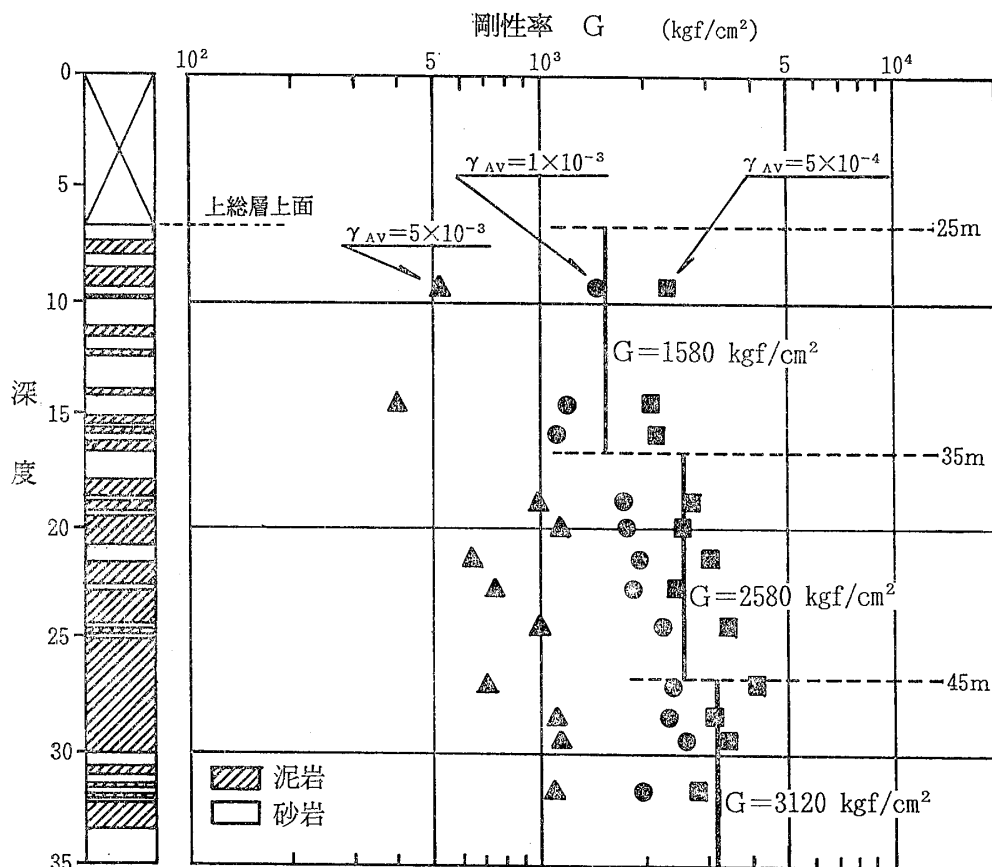 剛性率 G (kgf/cm²)
10² 5 10³ 5 10⁴
0
5
10
15
20
25
30
35
深度
γAV=1×10⁻³
γAV=5×10⁻⁴
上総層上面
γAV=5×10⁻³
25m
G=1580 kgf/cm²
35m
G=2580 kgf/cm²
45m
泥岩
砂岩
G=3120 kgf/cm²